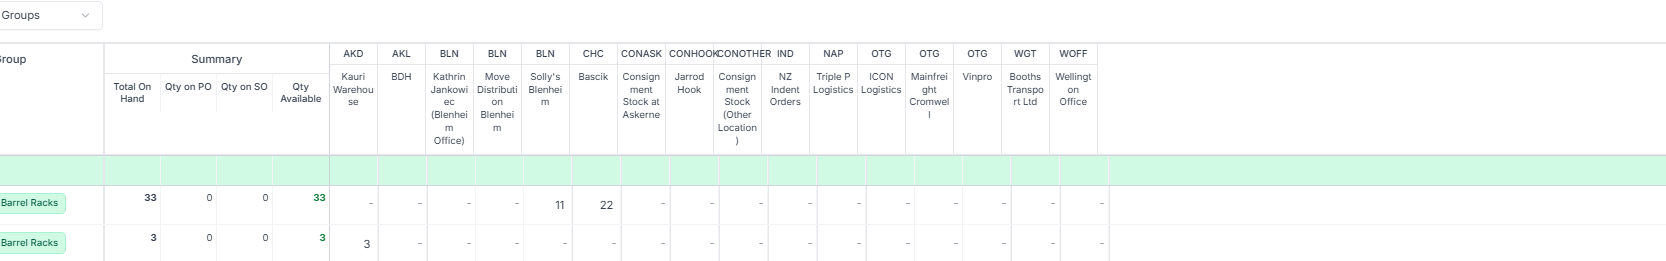 Groups
Group
Summary
AKD AKL BLN BLN BLN CHC CONASK CONHOOK CONOTHER IND NAP OTG OTG OTG WGT WOFF
Total On Hand
Qty on PO
Qty on SO
Qty Available
Kauri Warehouse
BDH
Kathrin Jankowiec (Blenheim Office)
Move Distribution Blenheim
Solly's Blenheim
Bascik
Consignment Stock at Askerne
Jarrod Hook
Consignment Stock (Other Location)
NZ Indent Orders
Triple P Logistics
ICON Logistics
Mainfreight Cromwell
Vinpro
Booths Transport Ltd
Wellington Office
Barrel Racks 33 0 0 33 - - - - 11 22 - - - - - - - - - -
Barrel Racks 3 0 0 3 3 - - - - - - - - - - - - - - -